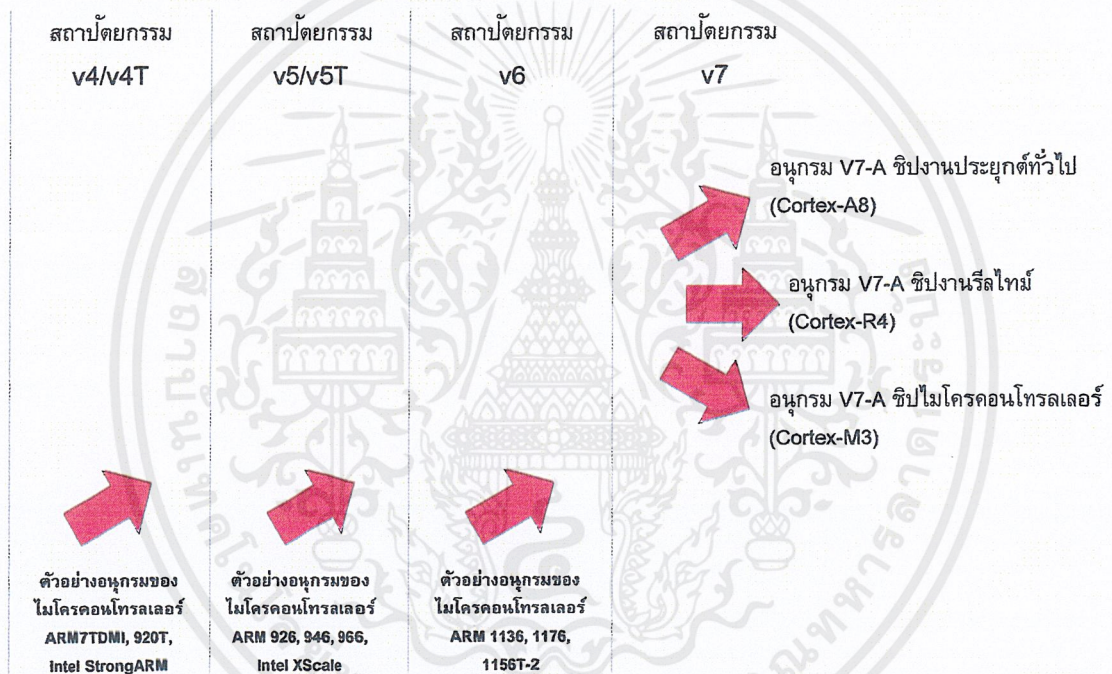 สถาปัตยกรรม
v4/v4T
สถาปัตยกรรม
v5/v5T
สถาปัตยกรรม
v6
สถาปัตยกรรม
v7
อนุกรม V7-A ชิปงานประยุกต์ทั่วไป
(Cortex-A8)
อนุกรม V7-A ชิปงานรีลไทม์
(Cortex-R4)
อนุกรม V7-A ชิปไมโครคอนโทรลเลอร์
(Cortex-M3)
ตัวอย่างอนุกรมของ
ไมโครคอนโทรลเลอร์
ARM7TDMI, 920T,
Intel StrongARM
ตัวอย่างอนุกรมของ
ไมโครคอนโทรลเลอร์
ARM 926, 946, 966,
Intel XScale
ตัวอย่างอนุกรมของ
ไมโครคอนโทรลเลอร์
ARM 1136, 1176,
1156T-2